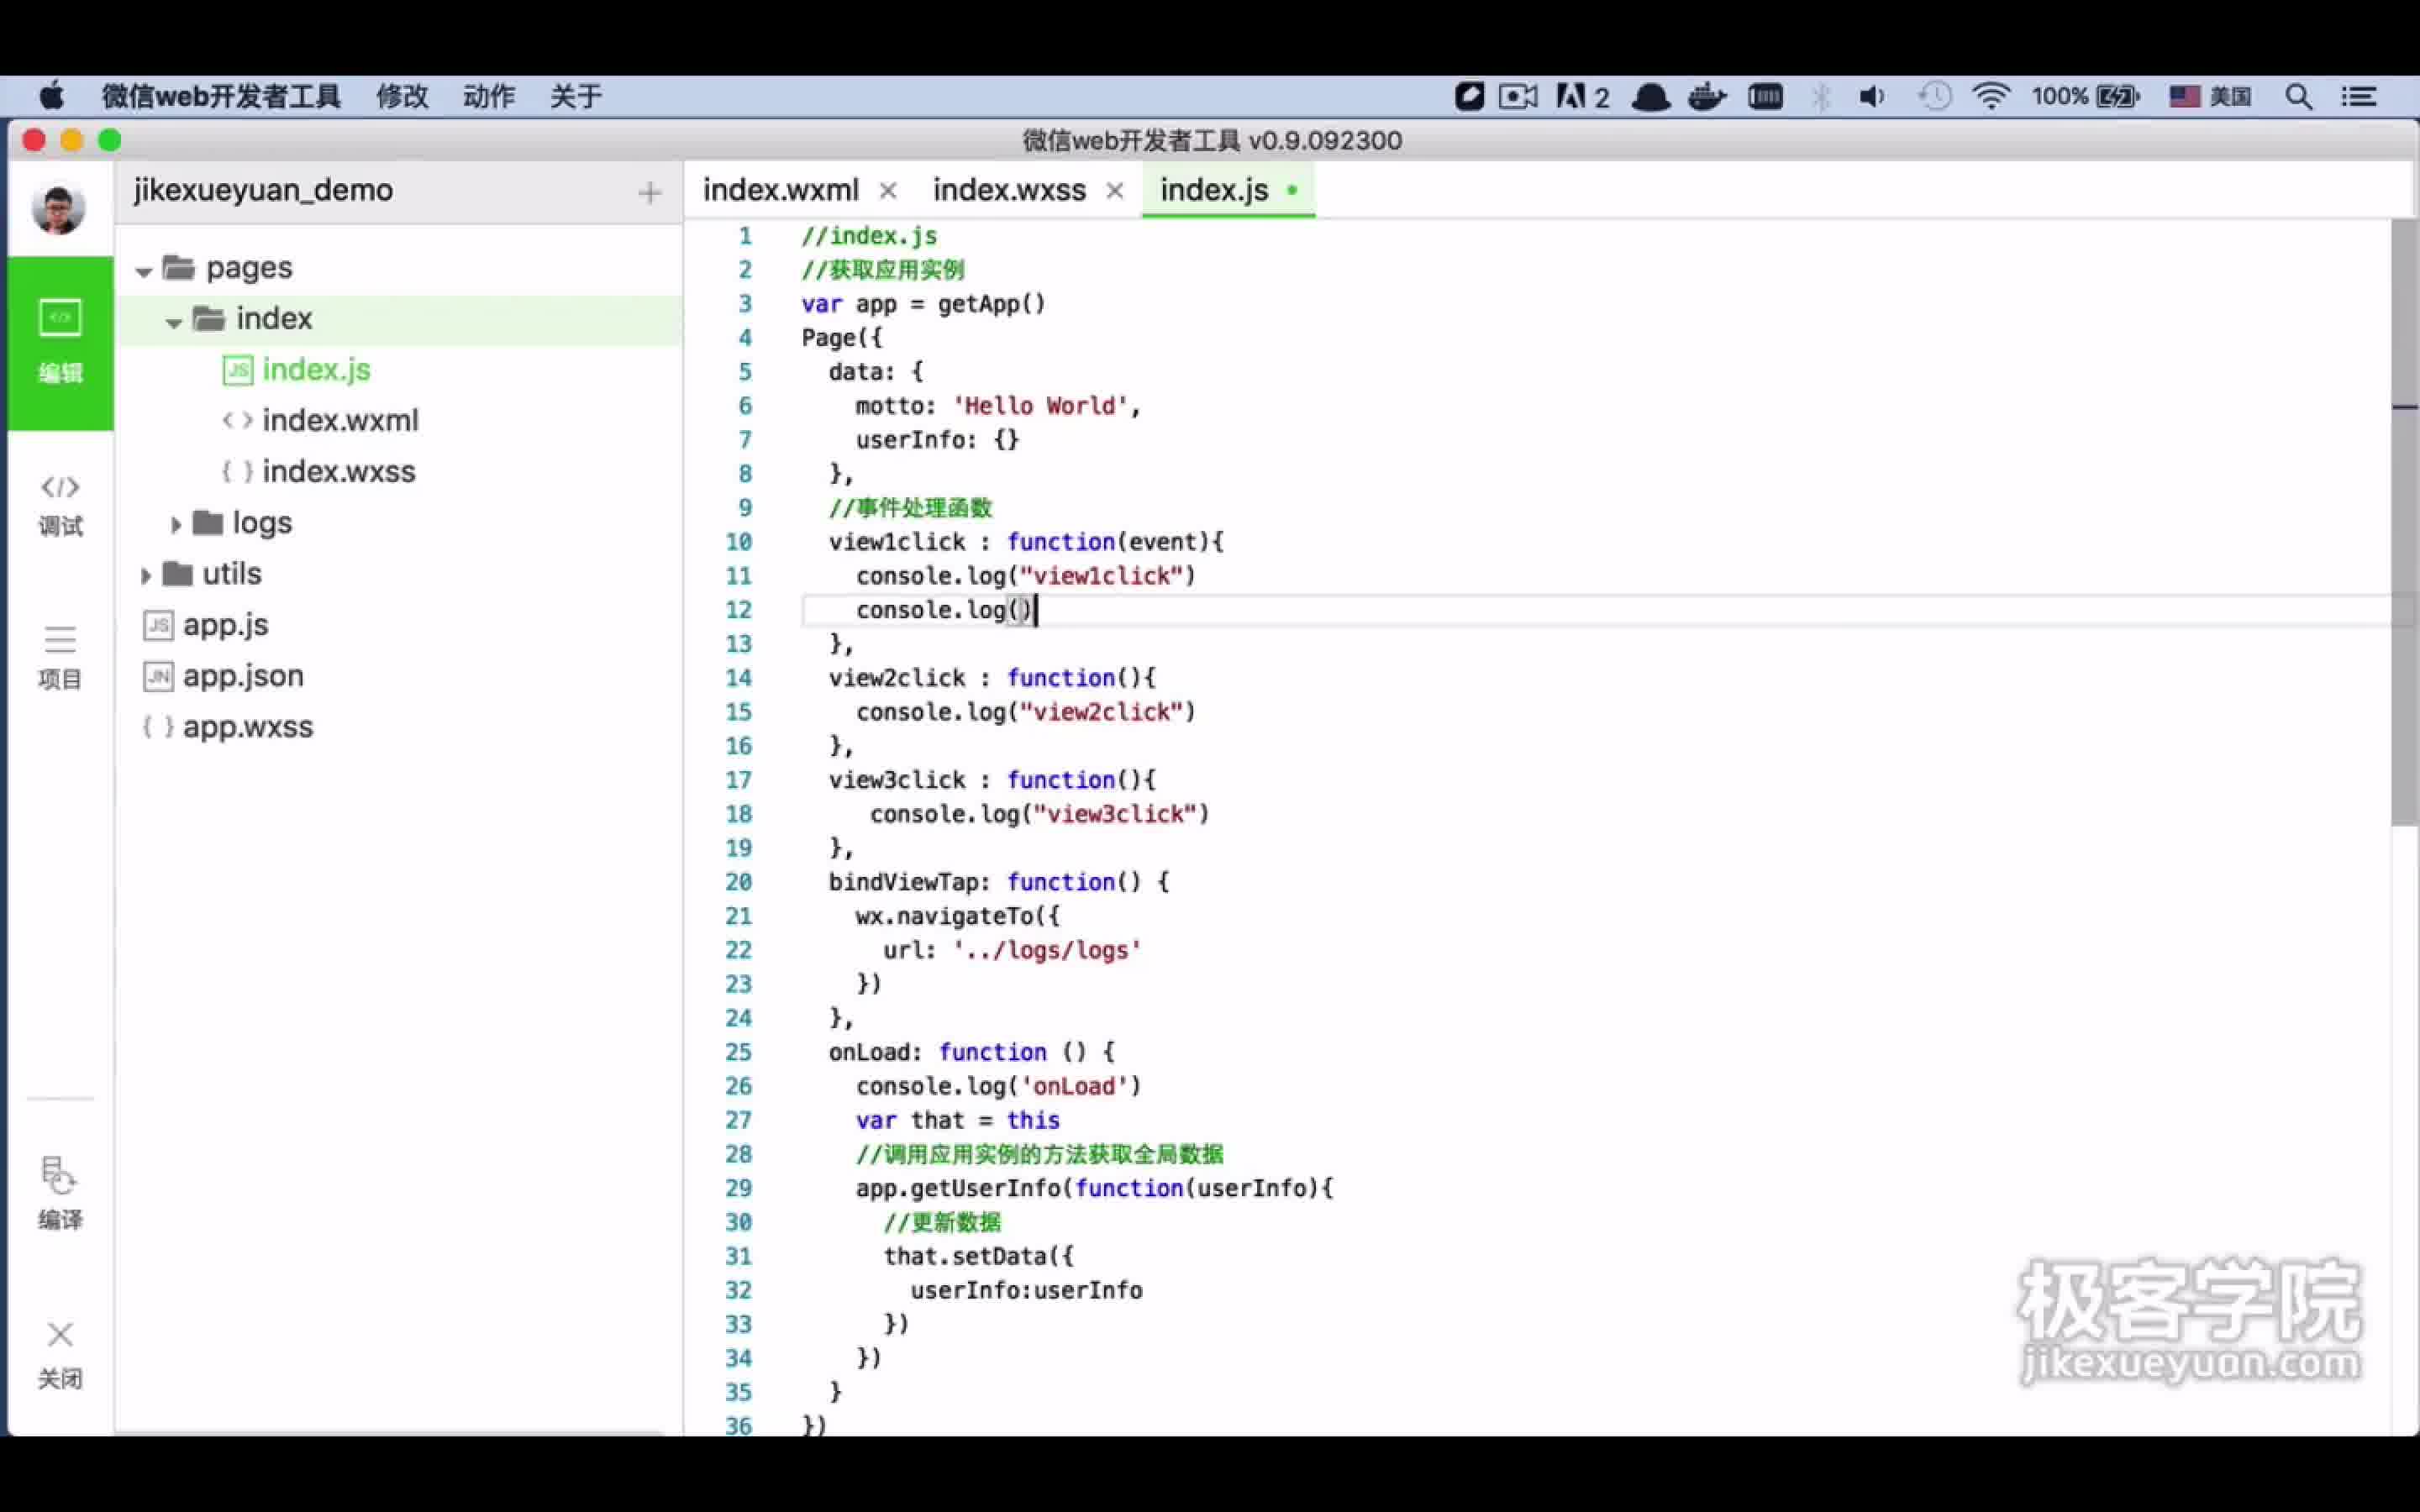 微信web开发者工具 修改 动作 关于 2 100% 美国
微信web开发者工具 v0.9.092300
jikexueyuan_demo +
index.wxml × index.wxss × index.js
编辑
调试
项目
编译
关闭
pages
index
JS index.js
<> index.wxml
{ } index.wxss
logs
utils
JS app.js
JN app.json
{ } app.wxss
1 //index.js
2 //获取应用实例
3 var app = getApp()
4 Page({
5 data: {
6 motto: 'Hello World',
7 userInfo: {}
8 },
9 //事件处理函数
10 view1click : function(event){
11 console.log("view1click")
12 console.log()
13 },
14 view2click : function(){
15 console.log("view2click")
16 },
17 view3click : function(){
18 console.log("view3click")
19 },
20 bindViewTap: function() {
21 wx.navigateTo({
22 url: '../logs/logs'
23 })
24 },
25 onLoad: function () {
26 console.log('onLoad')
27 var that = this
28 //调用应用实例的方法获取全局数据
29 app.getUserInfo(function(userInfo){
30 //更新数据
31 that.setData({
32 userInfo:userInfo
33 })
34 })
35 }
36 })
极客学院
jikexueyuan.com